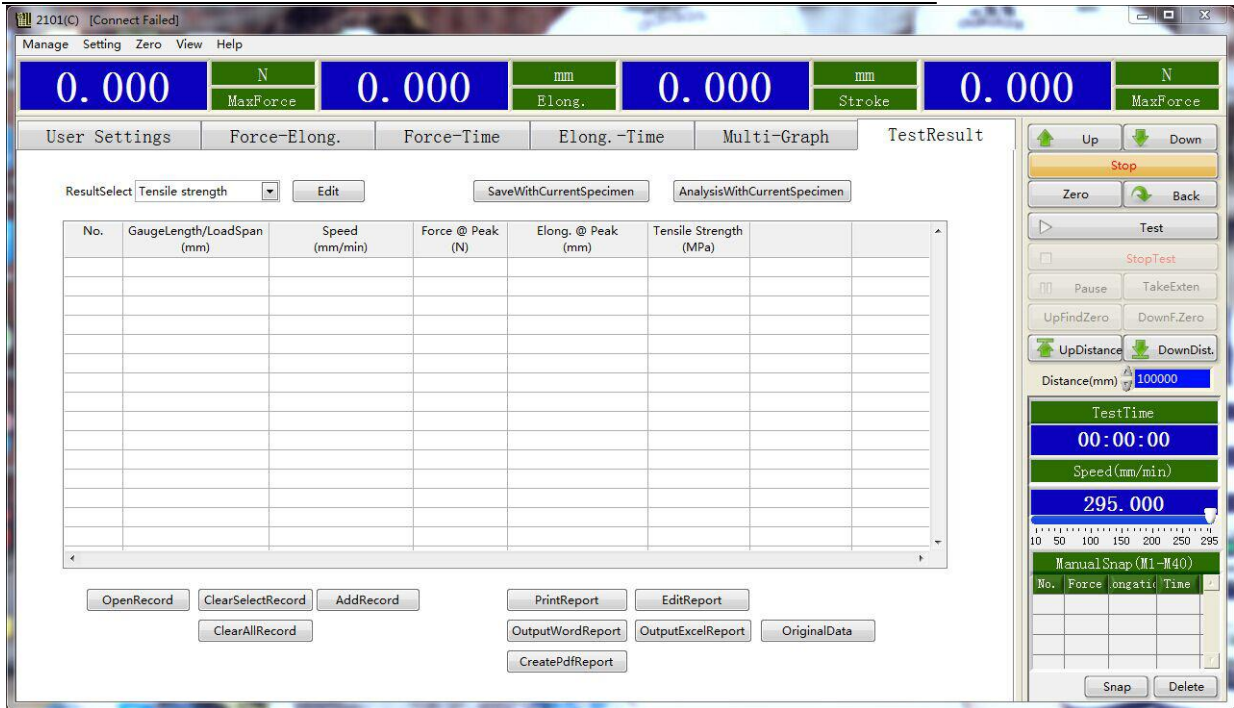 2101(C) [Connect Failed]
Manage Setting Zero View Help
0.000 N MaxForce
0.000 mm Elong.
0.000 mm Stroke
0.000 N MaxForce
User Settings Force-Elong. Force-Time Elong.-Time Multi-Graph TestResult
ResultSelect Tensile strength Edit SaveWithCurrentSpecimen AnalysisWithCurrentSpecimen
No. GaugeLength/LoadSpan Speed Force @ Peak Elong. @ Peak Tensile Strength
(mm) (mm/min) (N) (mm) (MPa)
OpenRecord ClearSelectRecord AddRecord PrintReport EditReport
ClearAllRecord OutputWordReport OutputExcelReport OriginalData
CreatePdfReport
Up Down
Stop
Zero Back
Test
StopTest
Pause TakeExten
UpFindZero DownF.Zero
UpDistance DownDist.
Distance(mm) 100000
TestTime
00:00:00
Speed(mm/min)
295.000
10 50 100 150 200 250 295
ManualSnap(M1-M40)
No. Force ongatic Time
Snap Delete